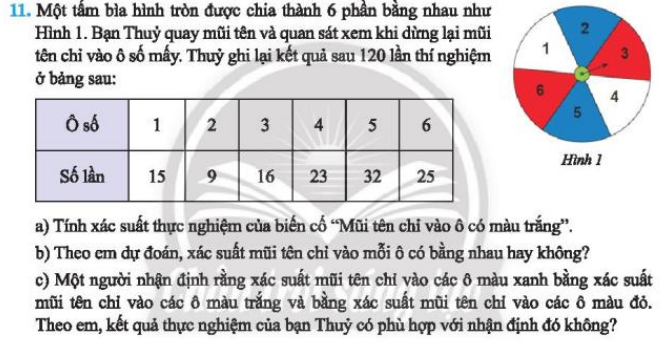 11. Một tấm bìa hình tròn được chia thành 6 phần bằng nhau như
Hình 1. Bạn Thuỷ quay mũi tên và quan sát xem khi dừng lại mũi
tên chỉ vào ô số mấy. Thuỷ ghi lại kết quả sau 120 lần thí nghiệm
ở bảng sau:
1 2 3 4 5 6
Hình 1
Ô số 1 2 3 4 5 6
Số lần 15 9 16 23 32 25
a) Tính xác suất thực nghiệm của biến cố “Mũi tên chỉ vào ô có màu trắng”.
b) Theo em dự đoán, xác suất mũi tên chỉ vào mỗi ô có bằng nhau hay không?
c) Một người nhận định rằng xác suất mũi tên chỉ vào các ô màu xanh bằng xác suất
mũi tên chỉ vào các ô màu trắng và bằng xác suất mũi tên chỉ vào các ô màu đỏ.
Theo em, kết quả thực nghiệm của bạn Thuỷ có phù hợp với nhận định đó không?